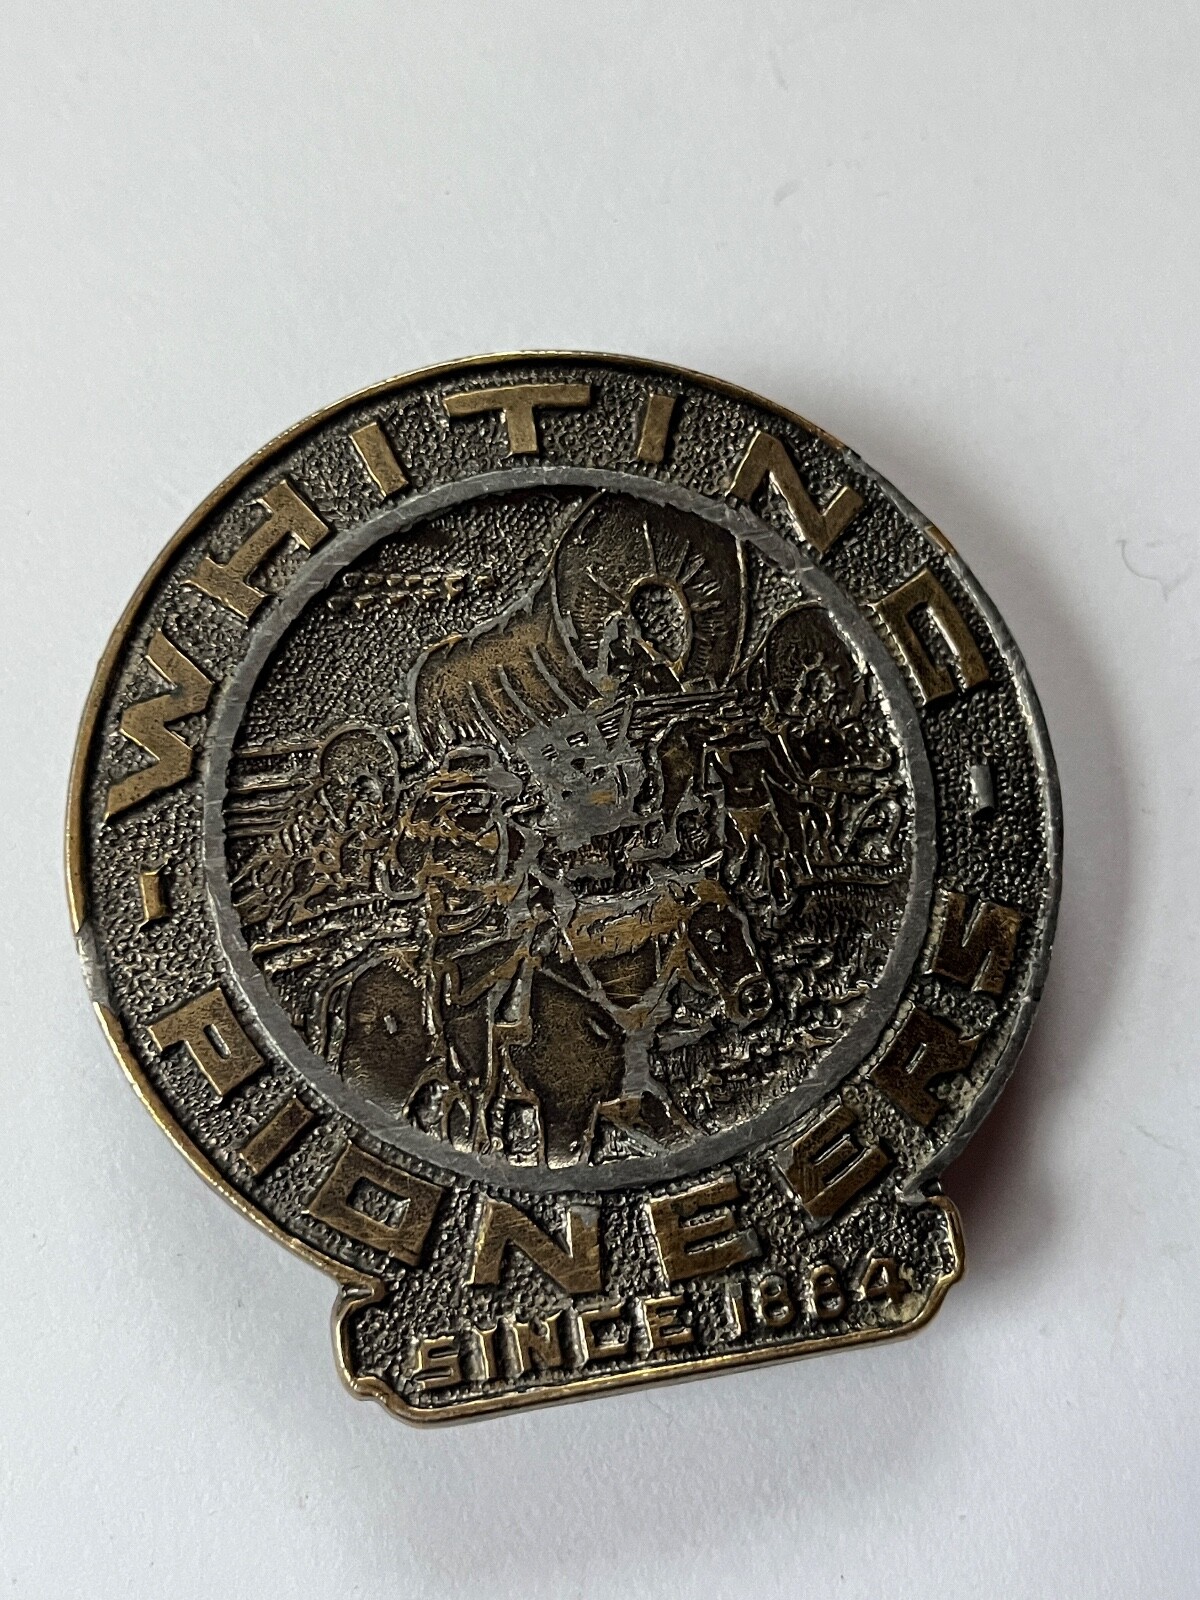 - WHITING -
PIONEERS
SINCE 1884